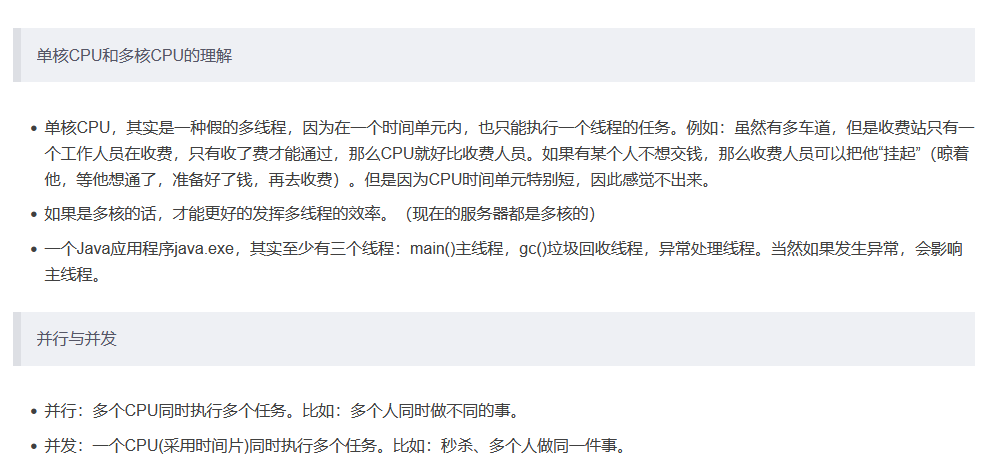 单核CPU和多核CPU的理解
单核CPU，其实是一种假的多线程，因为在一个时间单元内，也只能执行一个线程的任务。例如：虽然有多车道，但是收费站只有一
个工作人员在收费，只有收了费才能通过，那么CPU就好比收费人员。如果有某个人不想交钱，那么收费人员可以把他“挂起”（晾着
他，等他想通了，准备好了钱，再去收费）。但是因为CPU时间单元特别短，因此感觉不出来。
如果是多核的话，才能更好的发挥多线程的效率。（现在的服务器都是多核的）
一个Java应用程序java.exe，其实至少有三个线程：main()主线程，gc()垃圾回收线程，异常处理线程。当然如果发生异常，会影响
主线程。
并行与并发
并行：多个CPU同时执行多个任务。比如：多个人同时做不同的事。
并发：一个CPU(采用时间片)同时执行多个任务。比如：秒杀、多个人做同一件事。